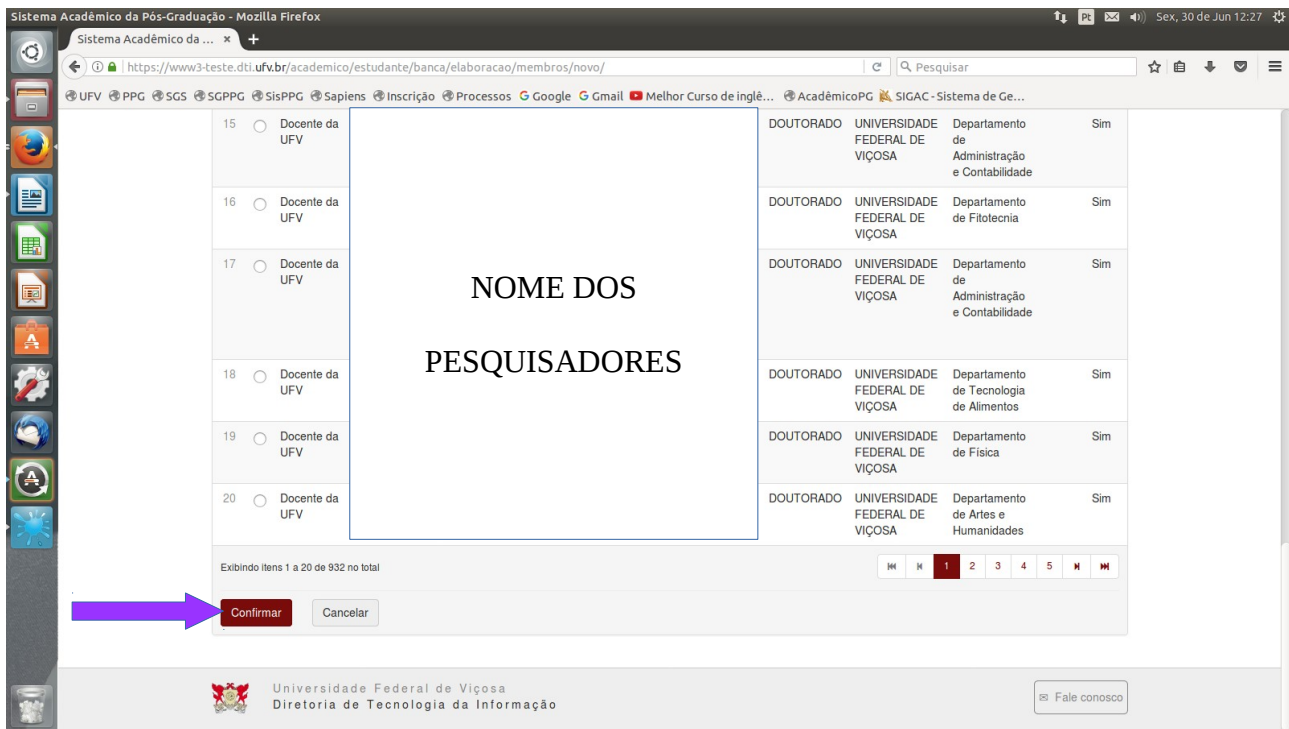 Sistema Acadêmico da Pós-Graduação - Mozilla Firefox
Pt
Sex, 30 de Jun 12:27
Sistema Acadêmico da ... × +
https://www3-teste.dti.ufv.br/academico/estudante/banca/elaboracao/membros/novo/
Pesquisar
UFV PPG SGS SGPPG SisPPG Sapiens Inscrição Processos Google Gmail Melhor Curso de inglê... AcadêmicoPG SIGAC - Sistema de Ge...
15 Docente da DOUTORADO UNIVERSIDADE Departamento Sim
UFV FEDERAL DE de
VIÇOSA Administração
e Contabilidade
16 Docente da DOUTORADO UNIVERSIDADE Departamento Sim
UFV FEDERAL DE de Fitotecnia
VIÇOSA
17 Docente da DOUTORADO UNIVERSIDADE Departamento Sim
UFV FEDERAL DE de
VIÇOSA Administração
e Contabilidade
NOME DOS
PESQUISADORES
18 Docente da DOUTORADO UNIVERSIDADE Departamento Sim
UFV FEDERAL DE de Tecnologia
VIÇOSA de Alimentos
19 Docente da DOUTORADO UNIVERSIDADE Departamento Sim
UFV FEDERAL DE de Física
VIÇOSA
20 Docente da DOUTORADO UNIVERSIDADE Departamento Sim
UFV FEDERAL DE de Artes e
VIÇOSA Humanidades
Exibindo itens 1 a 20 de 932 no total
1 2 3 4 5
Confirmar Cancelar
Universidade Federal de Viçosa
Diretoria de Tecnologia da Informação
Fale conosco